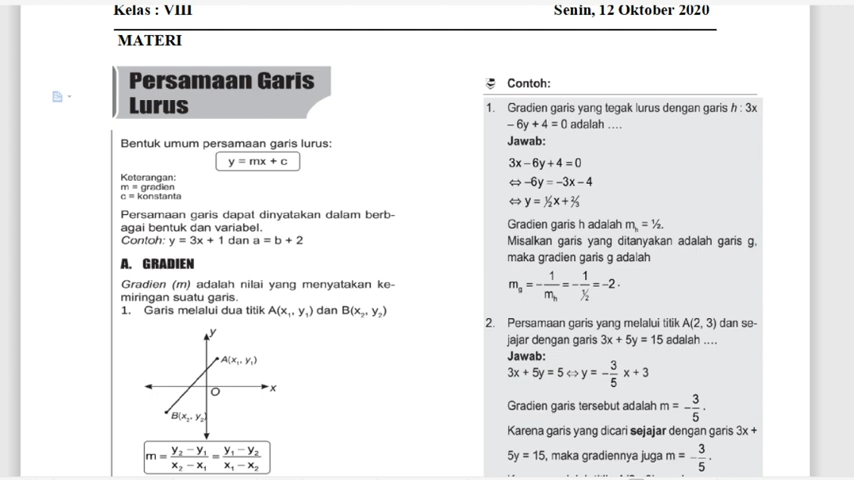 Kelas : VIII
Senin, 12 Oktober 2020
MATERI
Persamaan Garis
Lurus
Bentuk umum persamaan garis lurus:
y = mx + c
Keterangan:
m = gradien
c = konstanta
Persamaan garis dapat dinyatakan dalam berb-
agai bentuk dan variabel.
Contoh: y = 3x + 1 dan a = b + 2
A. GRADIEN
Gradien (m) adalah nilai yang menyatakan ke-
miringan suatu garis.
1. Garis melalui dua titik A(x₁, y₁) dan B(x₂, y₂)
y
A(x₁, y₁)
O
x
B(x₂, y₂)
m = (y₂ − y₁)/(x₂ − x₁) = (y₁ − y₂)/(x₁ − x₂)
Contoh:
1. Gradien garis yang tegak lurus dengan garis h : 3x
– 6y + 4 = 0 adalah ....
Jawab:
3x – 6y + 4 = 0
⇔ –6y = –3x – 4
⇔ y = ½x + ⅔
Gradien garis h adalah mₕ = ½.
Misalkan garis yang ditanyakan adalah garis g,
maka gradien garis g adalah
m_g = −1/mₕ = −1/½ = −2.
2. Persamaan garis yang melalui titik A(2, 3) dan se-
jajar dengan garis 3x + 5y = 15 adalah ....
Jawab:
3x + 5y = 5 ⇔ y = −3/5 x + 3
Gradien garis tersebut adalah m = −3/5.
Karena garis yang dicari sejajar dengan garis 3x +
5y = 15, maka gradiennya juga m = −3/5.